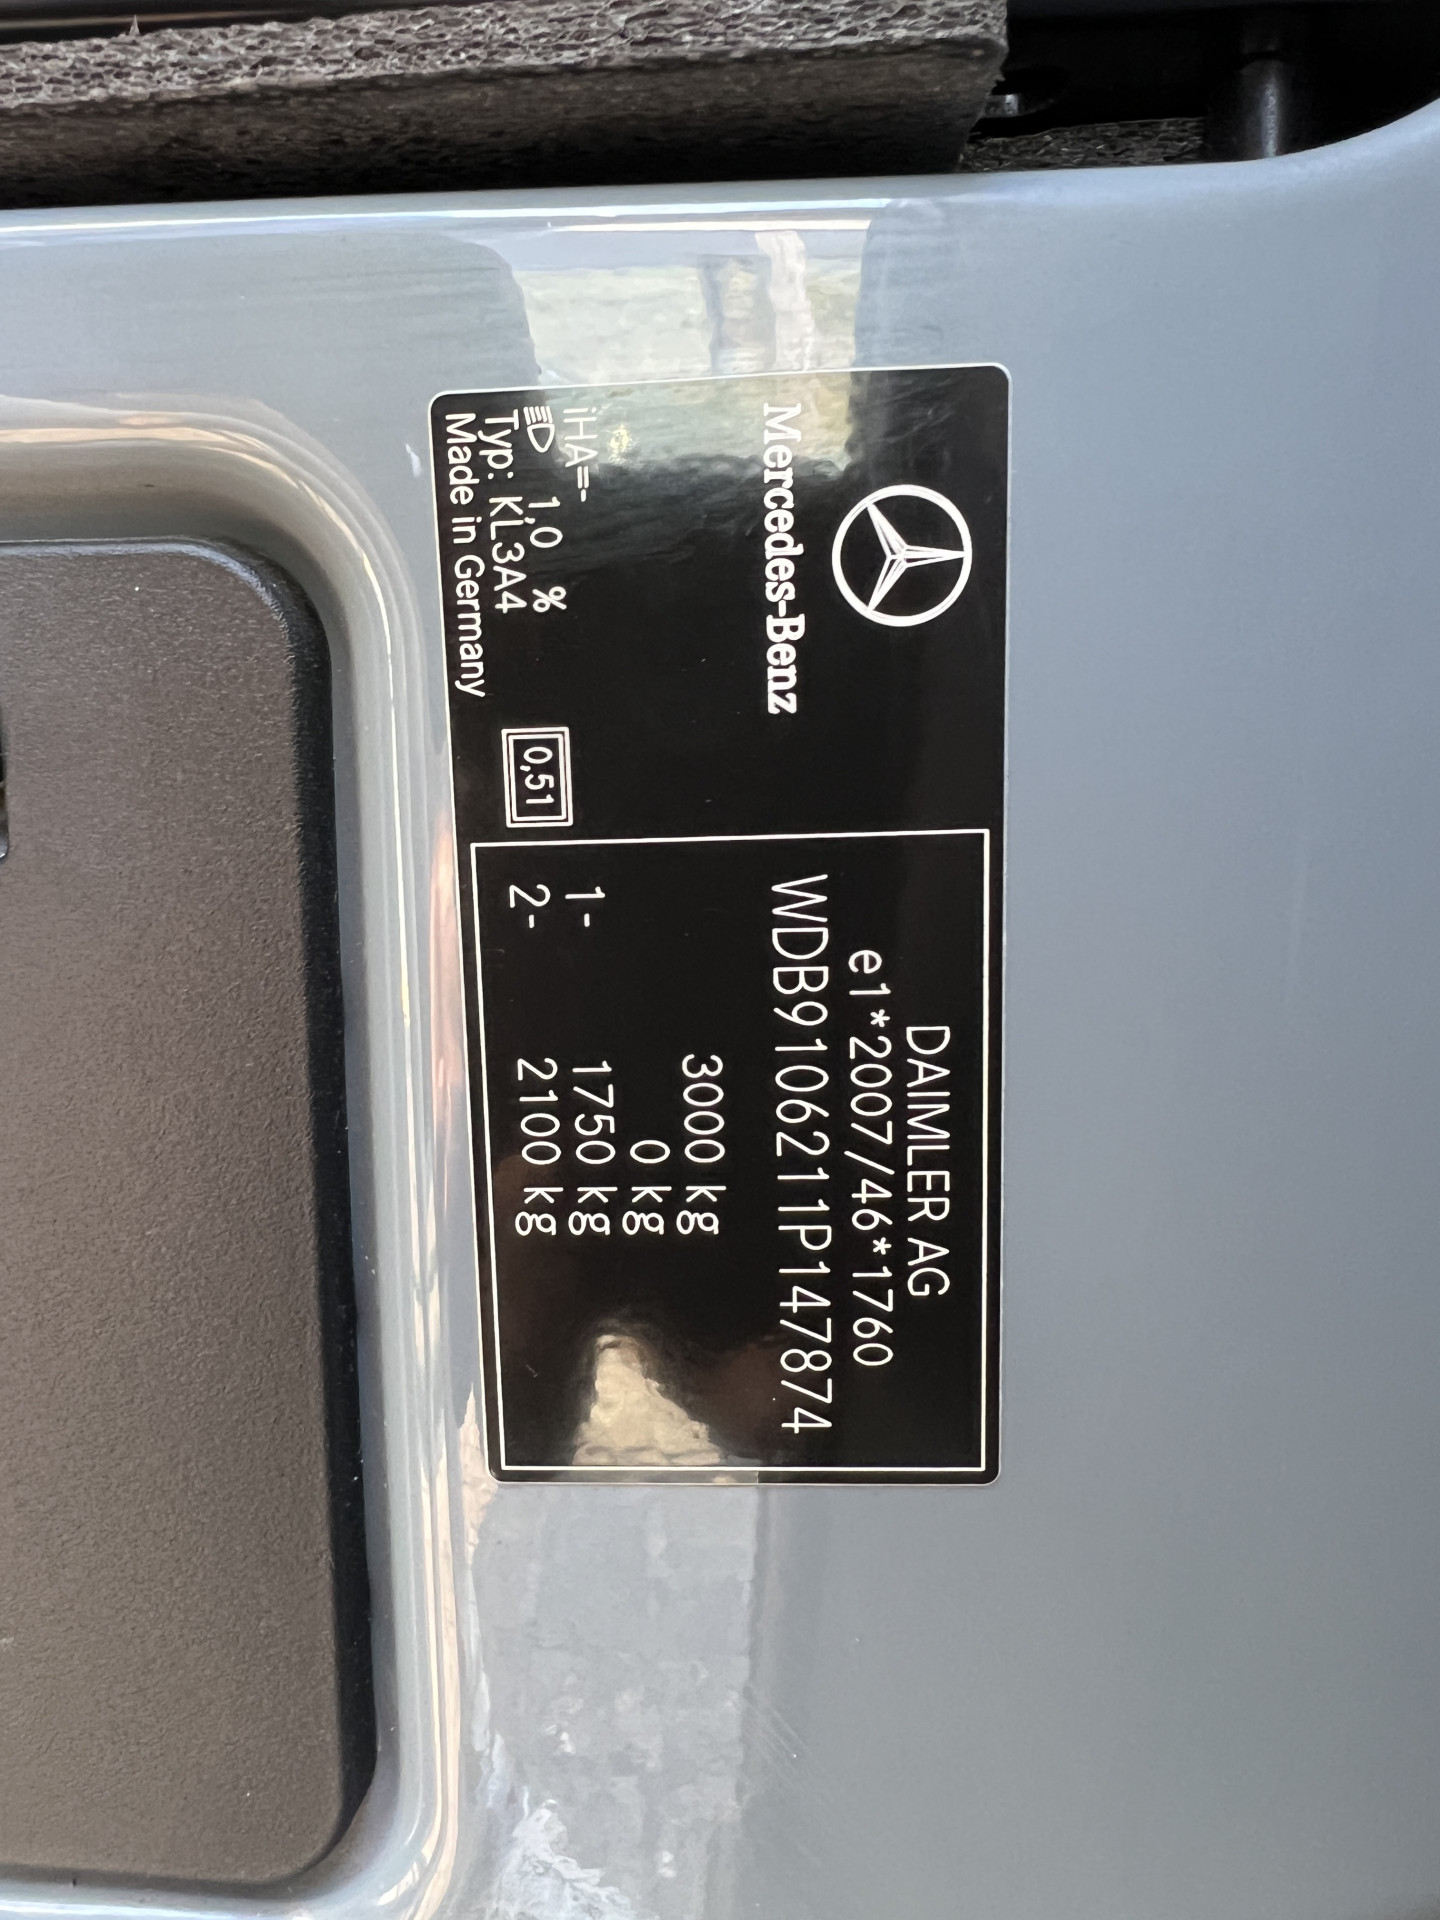 Mercedes-Benz
iHA=-
1,0 %
Typ: KL3A4
Made in Germany
0,51
DAIMLER AG
e1*2007/46*1760
WDB9106211P147874
3000 kg
0 kg
1- 1750 kg
2- 2100 kg